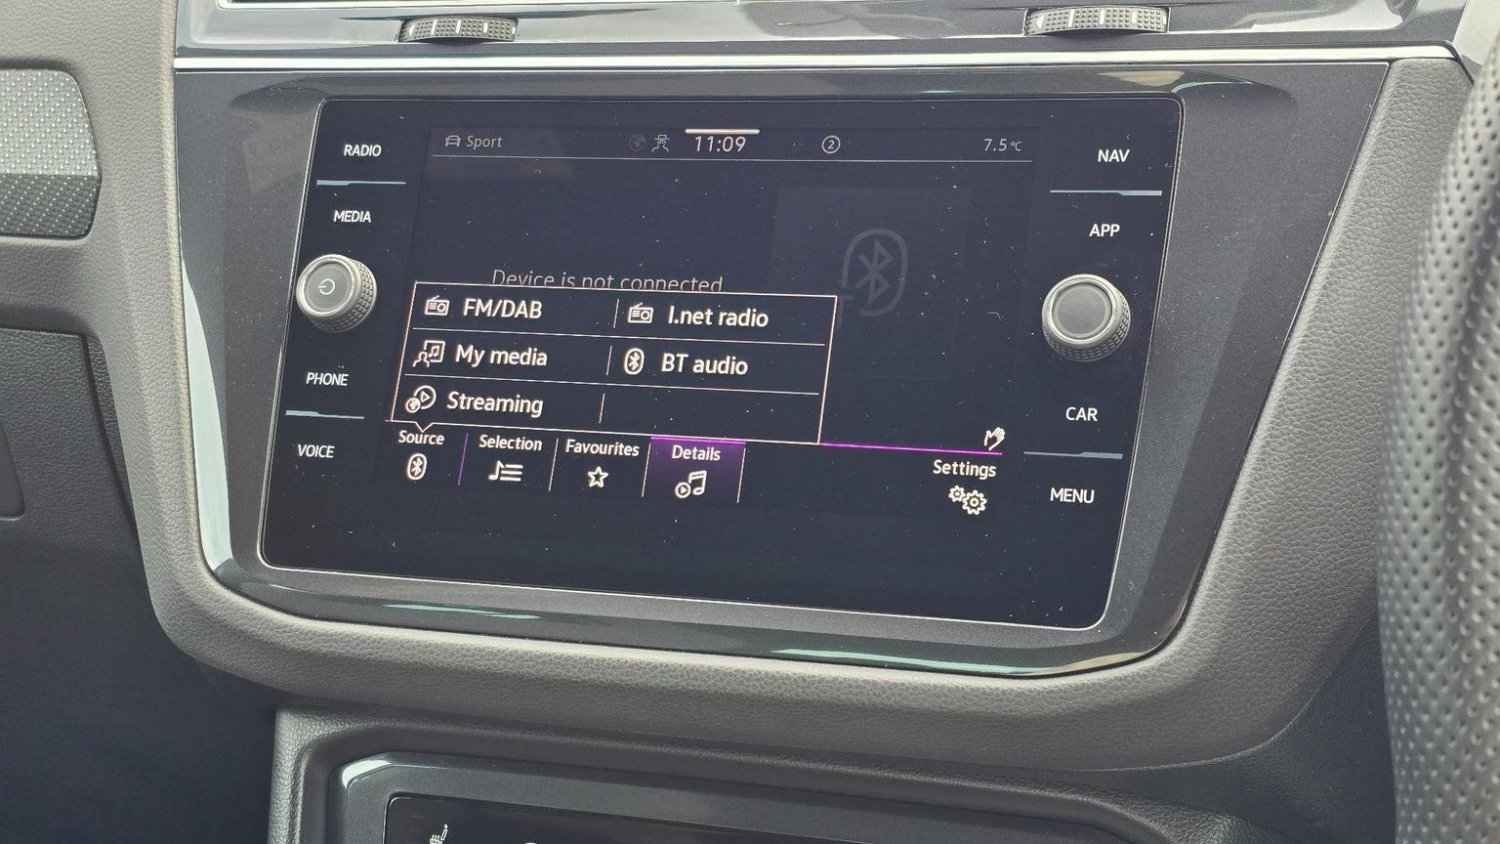 RADIO
MEDIA
PHONE
VOICE
Sport
11:09
2
7.5°C
Device is not connected
FM/DAB
I.net radio
My media
BT audio
Streaming
Source
Selection
Favourites
Details
Settings
NAV
APP
CAR
MENU